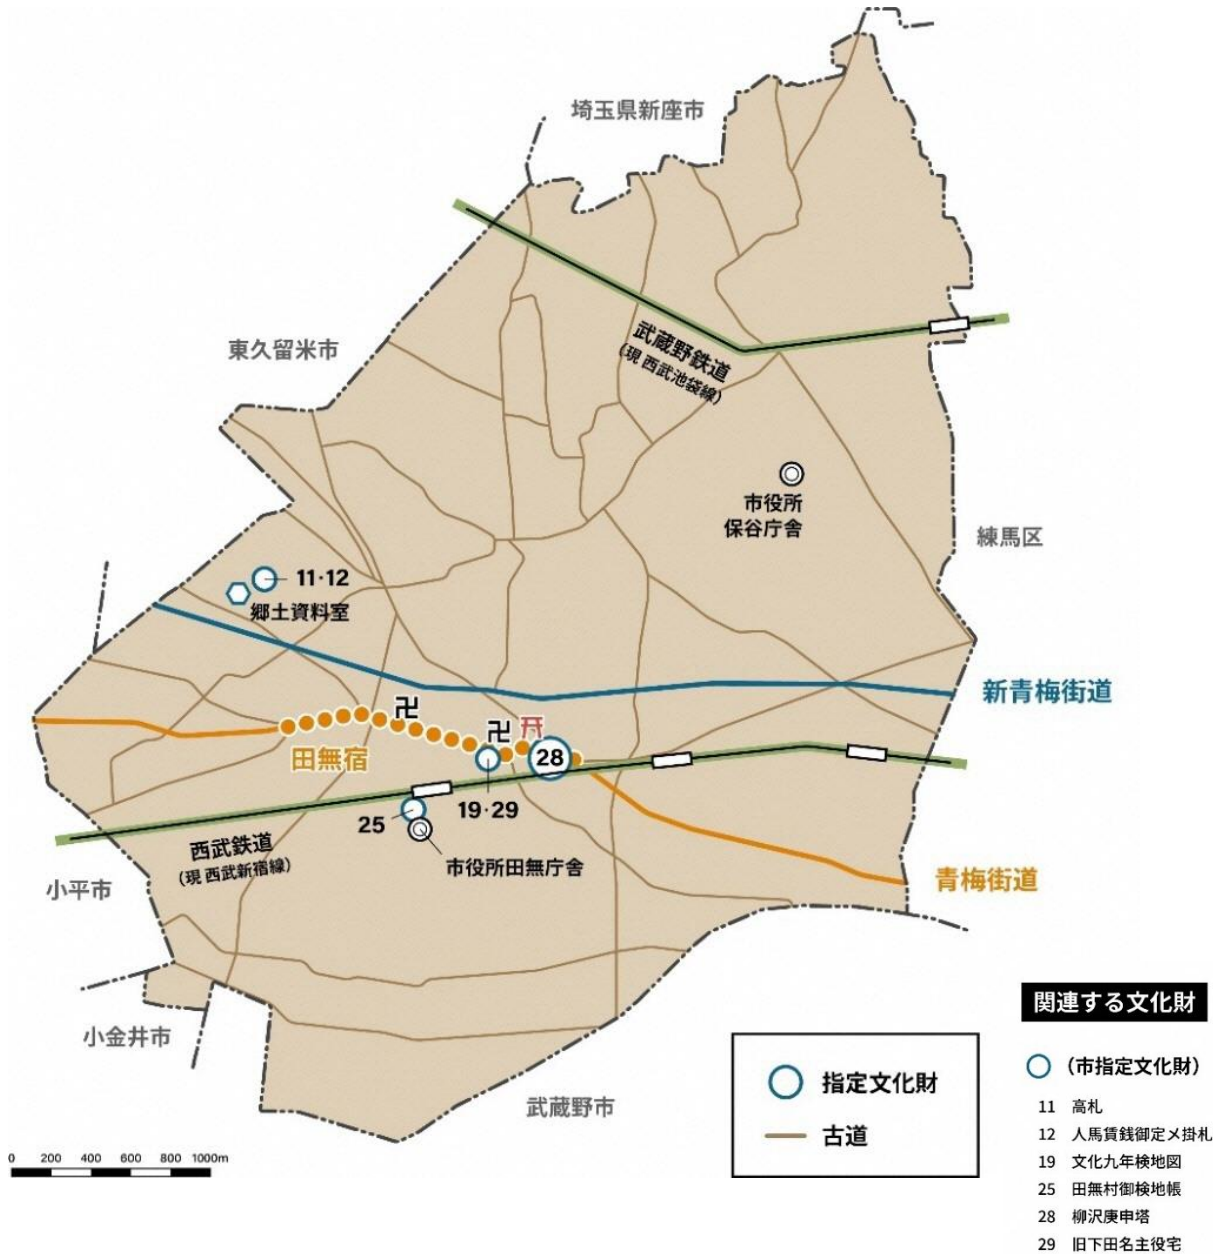 埼玉県新座市
東久留米市
武蔵野鉄道
(現 西武池袋線)
市役所
保谷庁舎
練馬区
11·12
郷土資料室
新青梅街道
卍
卍
田無宿
28
19·29
25
西武鉄道
(現 西武新宿線)
市役所田無庁舎
青梅街道
小平市
小金井市
武蔵野市
0 200 400 600 800 1000m
指定文化財
古道
関連する文化財
(市指定文化財)
11 高札
12 人馬賃銭御定メ掛札
19 文化九年検地図
25 田無村御検地帳
28 柳沢庚申塔
29 旧下田名主役宅